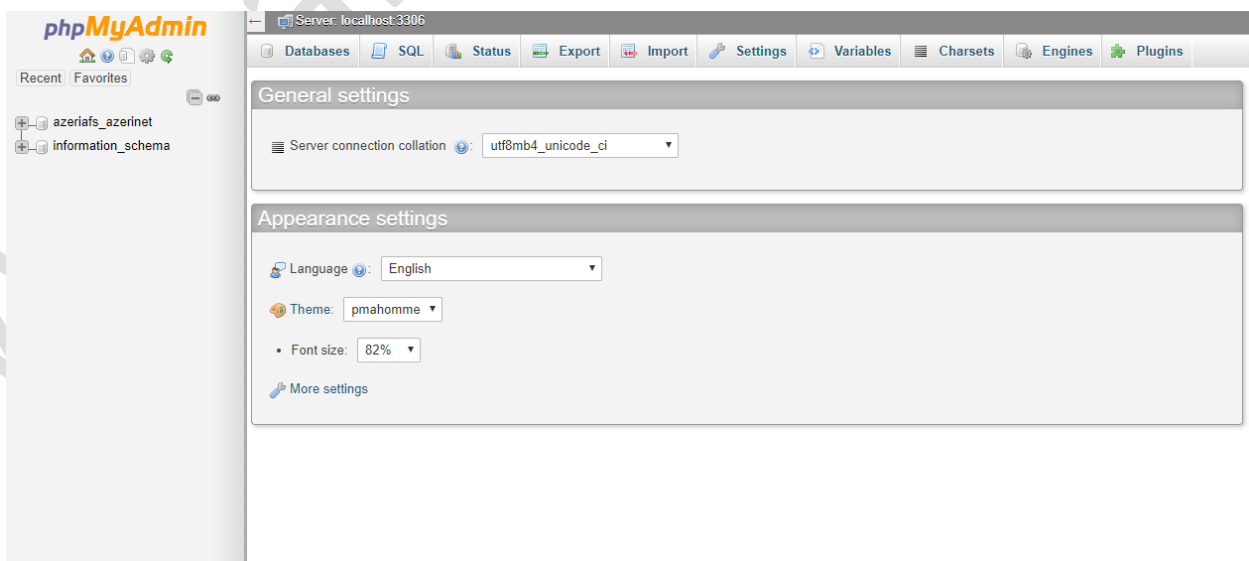 phpMyAdmin
Recent Favorites
azeriafs_azerinet
information_schema
Server: localhost:3306
Databases SQL Status Export Import Settings Variables Charsets Engines Plugins
General settings
Server connection collation : utf8mb4_unicode_ci
Appearance settings
Language : English
Theme: pmahomme
• Font size: 82%
More settings